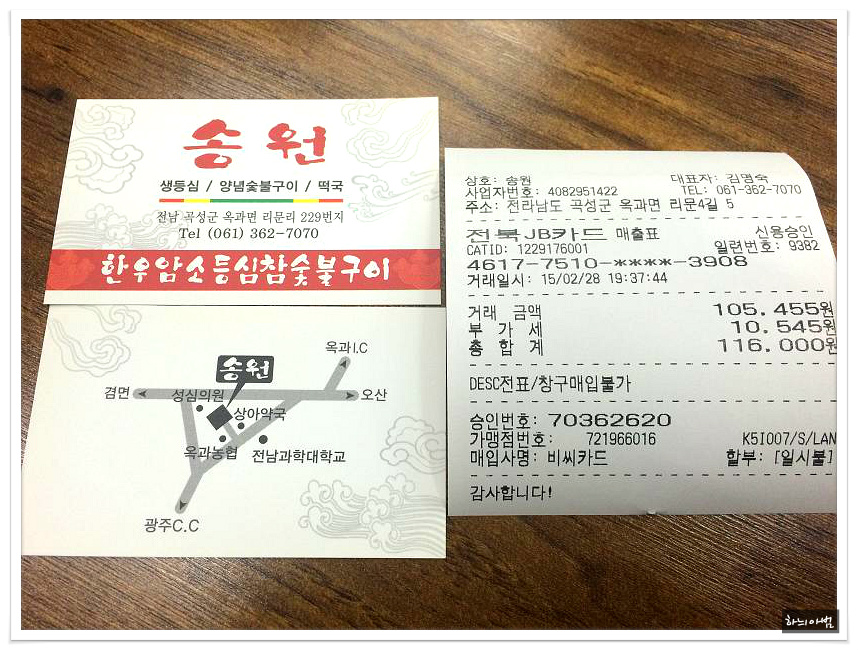 송원
생등심 / 양념숯불구이 / 떡국
전남 곡성군 옥과면 리문리 229번지
Tel (061) 362-7070
한우암소등심참숯불구이
옥과I.C
송원
겸면
성심의원
오산
상아약국
옥과농협
전남과학대학교
광주C.C
상호: 송원 대표자: 김명숙
사업자번호: 4082951422 TEL: 061-362-7070
주소: 전라남도 곡성군 옥과면 리문4길 5
전북JB카드 매출표 신용승인
CATID: 1229176001 일련번호: 9382
4617-7510-****-3908
거래일시: 15/02/28 19:37:44
거래 금액 105.455원
부 가 세 10.545원
총 합 계 116.000원
DESC전표/창구매입불가
승인번호: 70362620
가맹점번호: 721966016 K5I007/S/LAN
매입사명: 비씨카드 할부: [일시불]
감사합니다!
하늬아범